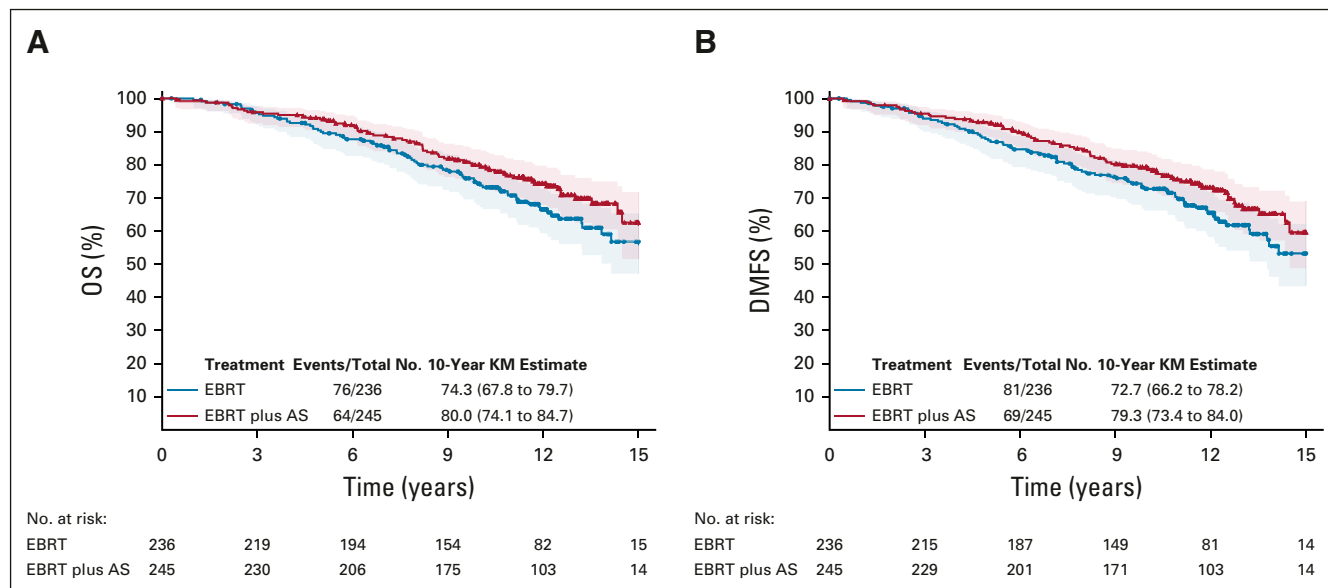 A
OS (%)
100
90
80
70
60
50
40
30
20
10
Treatment Events/Total No. 10-Year KM Estimate
EBRT 76/236 74.3 (67.8 to 79.7)
EBRT plus AS 64/245 80.0 (74.1 to 84.7)
0 3 6 9 12 15
Time (years)
No. at risk:
EBRT 236 219 194 154 82 15
EBRT plus AS 245 230 206 175 103 14
B
DMFS (%)
100
90
80
70
60
50
40
30
20
10
Treatment Events/Total No. 10-Year KM Estimate
EBRT 81/236 72.7 (66.2 to 78.2)
EBRT plus AS 69/245 79.3 (73.4 to 84.0)
0 3 6 9 12 15
Time (years)
No. at risk:
EBRT 236 215 187 149 81 14
EBRT plus AS 245 229 201 171 103 14